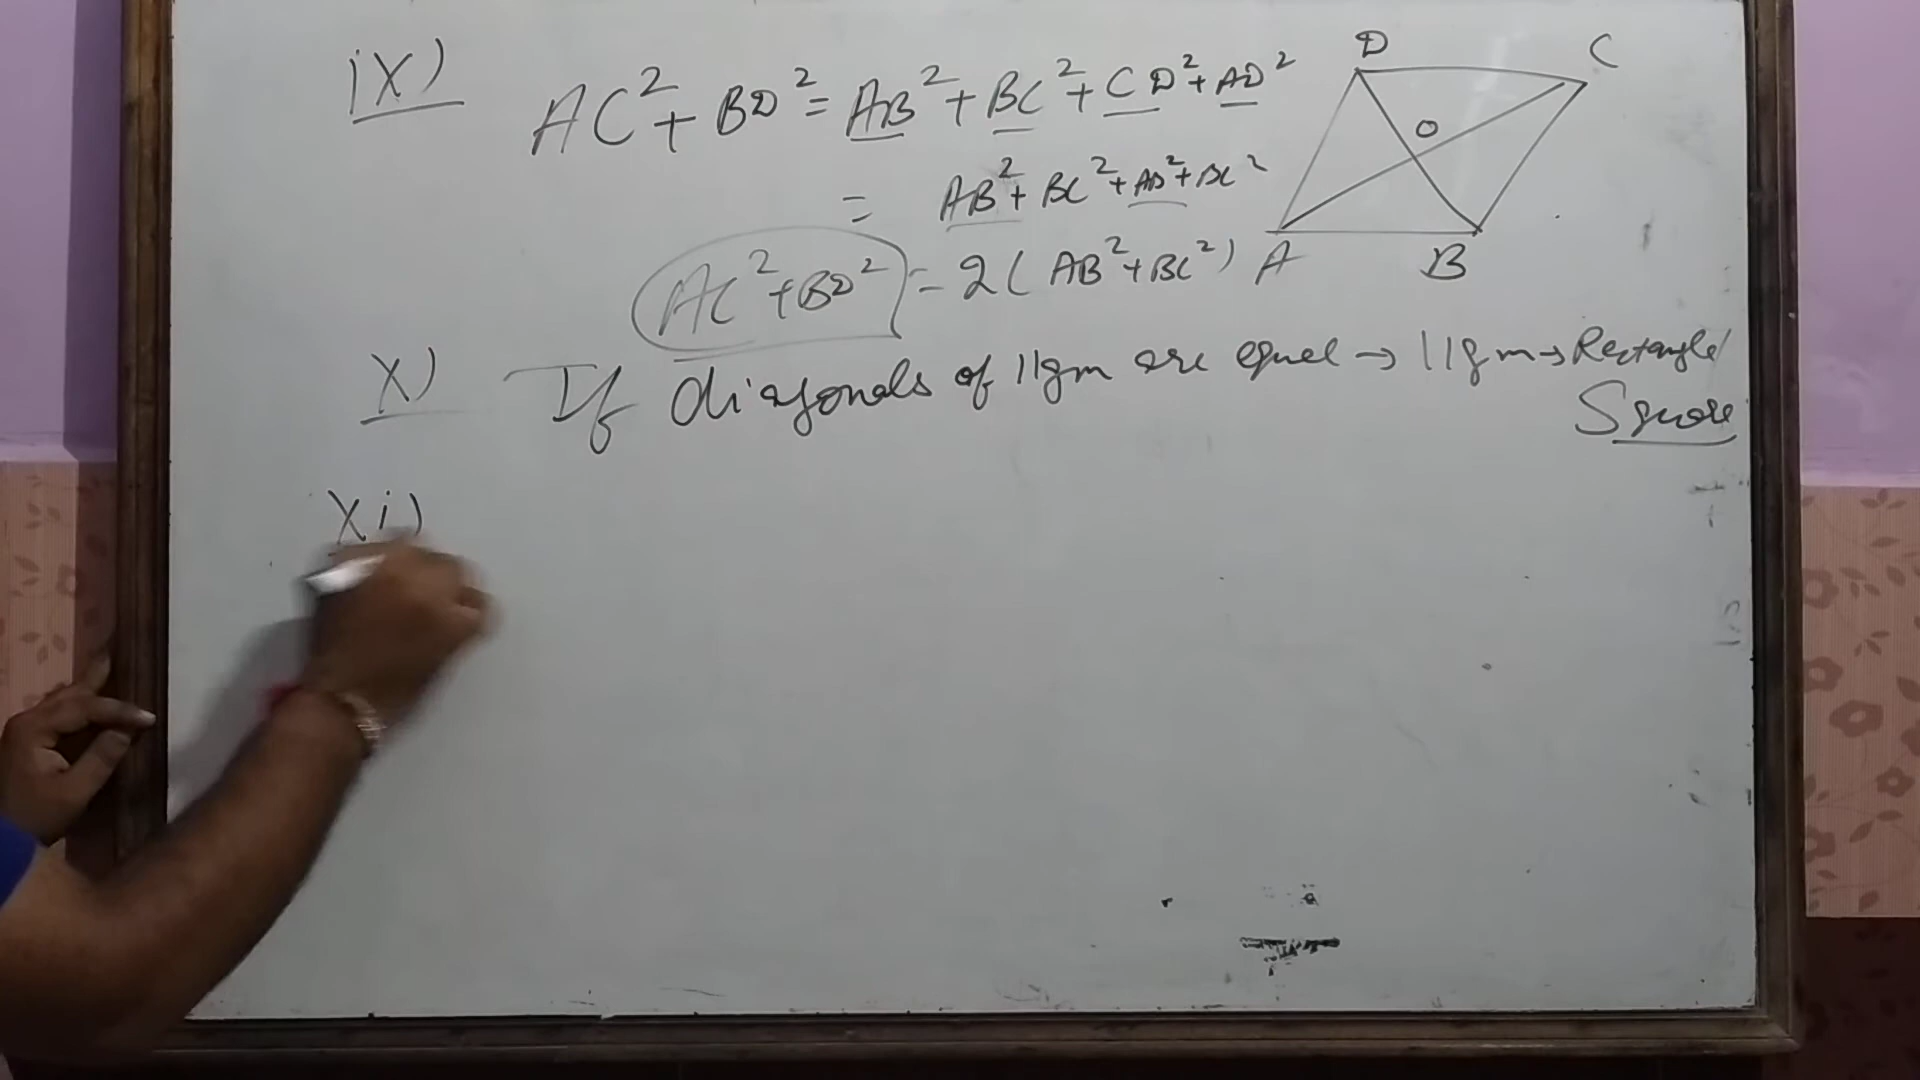 ix) AC²+BD²=AB²+BC²+CD²+AD²
= AB²+BC²+AB²+BC²
AC²+BD² = 2(AB²+BC²)
x) If diagonals of ||gm are equal → ||gm → Rectangle/
Square
xi)
D C
O
A B